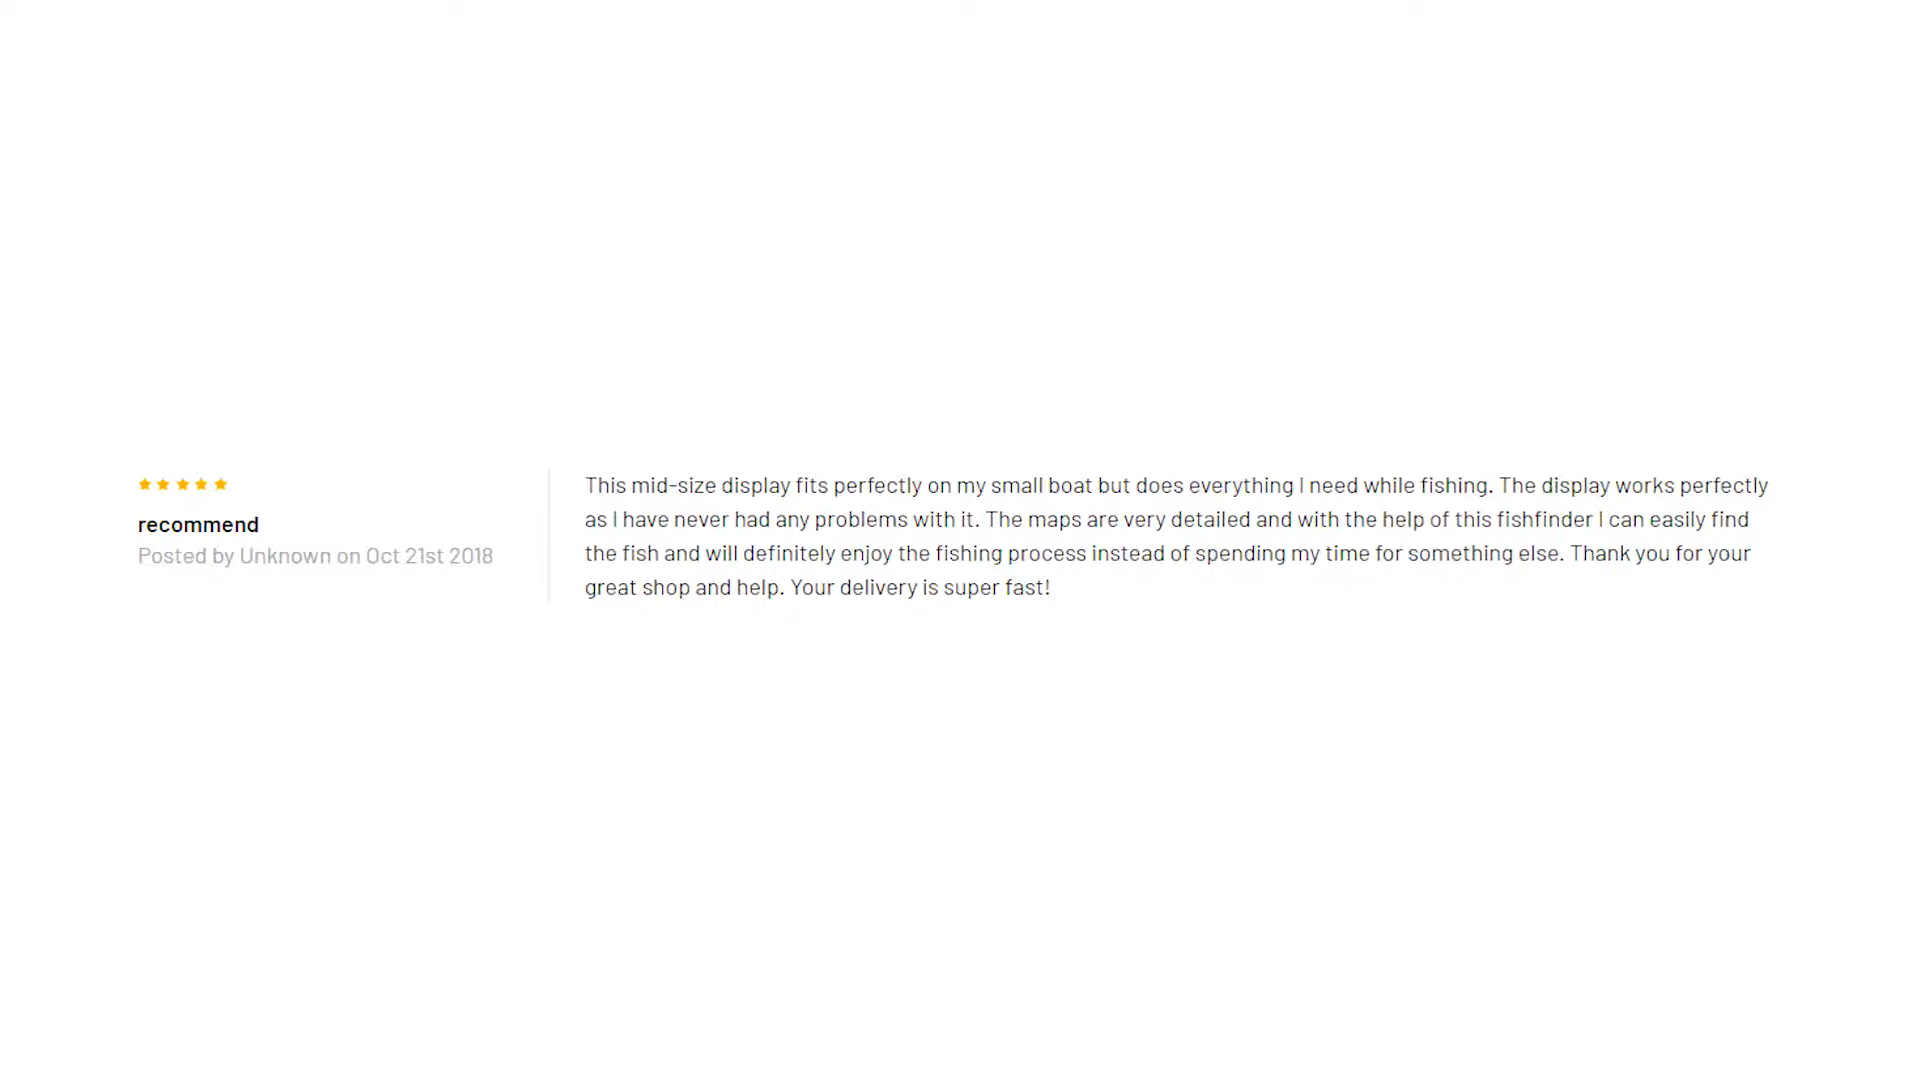 recommend
Posted by Unknown on Oct 21st 2018
This mid-size display fits perfectly on my small boat but does everything I need while fishing. The display works perfectly
as I have never had any problems with it. The maps are very detailed and with the help of this fishfinder I can easily find
the fish and will definitely enjoy the fishing process instead of spending my time for something else. Thank you for your
great shop and help. Your delivery is super fast!